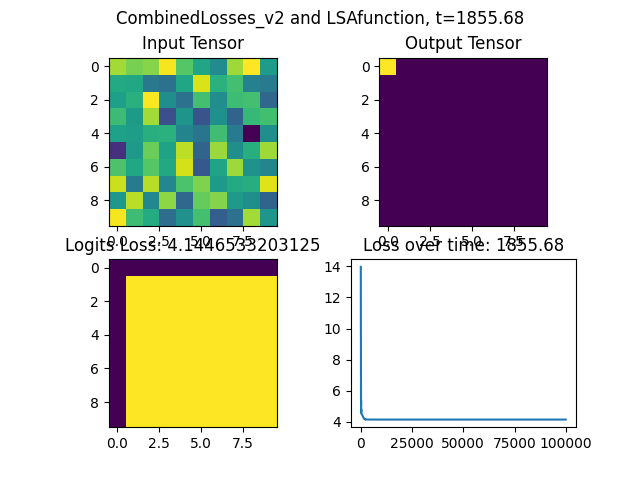 CombinedLosses_v2 and LSAfunction, t=1855.68
Input Tensor
0
2
4
6
8
0.0 2.5 5.0 7.5
Output Tensor
0
2
4
6
8
0.0 2.5 5.0 7.5
Logits Loss: 4.1446533203125
0
2
4
6
8
0.0 2.5 5.0 7.5
Loss over time: 1855.68
14
12
10
8
6
4
0 25000 50000 75000 100000